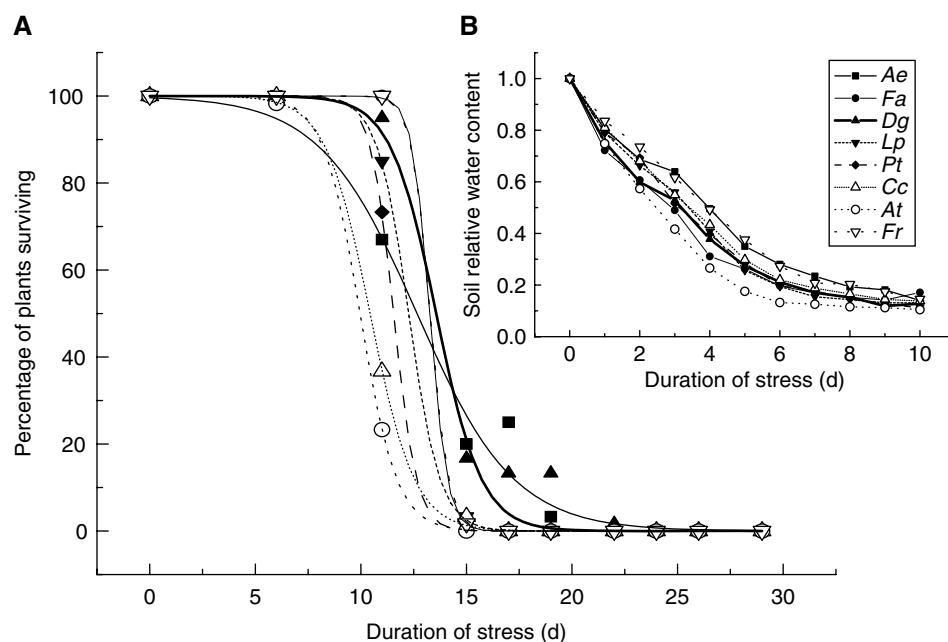 A
Percentage of plants surviving
100
80
60
40
20
0
0 5 10 15 20 25 30
Duration of stress (d)
B
Soil relative water content
1.0
0.8
0.6
0.4
0.2
0.0
0 2 4 6 8 10
Duration of stress (d)
Ae
Fa
Dg
Lp
Pt
Cc
At
Fr